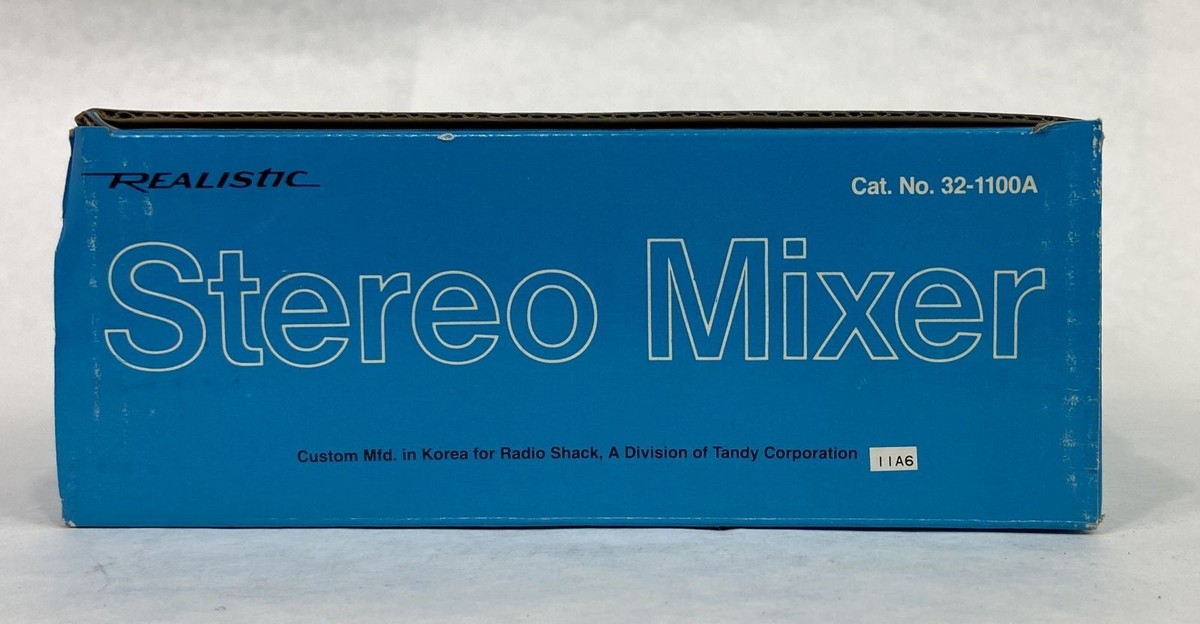 REALISTIC
Cat. No. 32-1100A
Stereo Mixer
Custom Mfd. in Korea for Radio Shack, A Division of Tandy Corporation 11A6